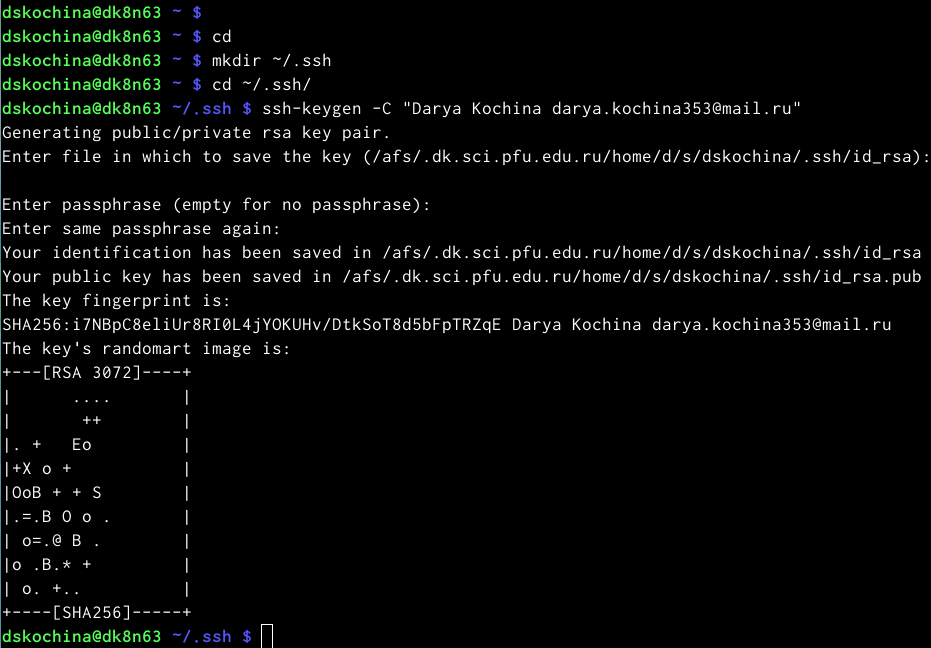 dskochina@dk8n63 ~ $
dskochina@dk8n63 ~ $ cd
dskochina@dk8n63 ~ $ mkdir ~/.ssh
dskochina@dk8n63 ~ $ cd ~/.ssh/
dskochina@dk8n63 ~/.ssh $ ssh-keygen -C "Darya Kochina darya.kochina353@mail.ru"
Generating public/private rsa key pair.
Enter file in which to save the key (/afs/.dk.sci.pfu.edu.ru/home/d/s/dskochina/.ssh/id_rsa):

Enter passphrase (empty for no passphrase):
Enter same passphrase again:
Your identification has been saved in /afs/.dk.sci.pfu.edu.ru/home/d/s/dskochina/.ssh/id_rsa
Your public key has been saved in /afs/.dk.sci.pfu.edu.ru/home/d/s/dskochina/.ssh/id_rsa.pub
The key fingerprint is:
SHA256:i7NBpC8eliUr8RI0L4jYOKUHv/DtkSoT8d5bFpTRZqE Darya Kochina darya.kochina353@mail.ru
The key's randomart image is:
+---[RSA 3072]----+
|      ....       |
|       ++        |
|. +   Eo         |
|+X o +           |
|OoB + + S        |
|.=.B O o .       |
| o=.@ B .        |
|o .B.* +         |
| o. +..          |
+----[SHA256]-----+
dskochina@dk8n63 ~/.ssh $